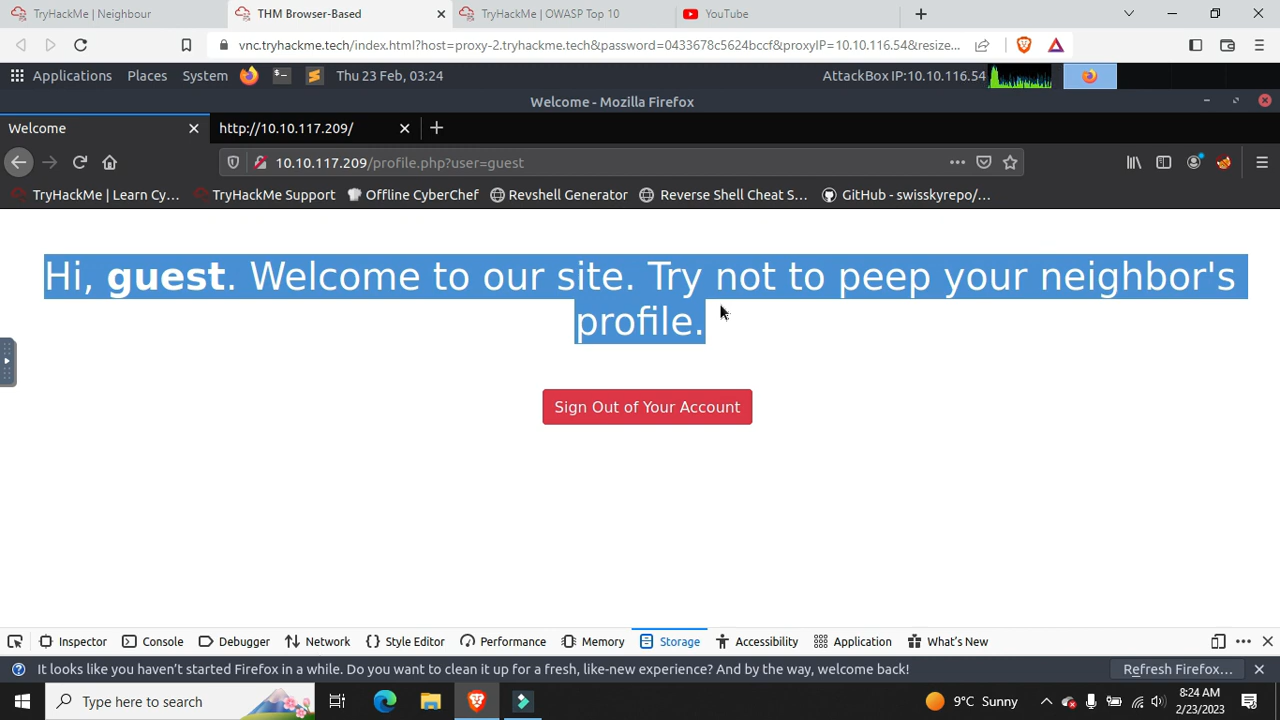 TryHackMe | Neighbour
THM Browser-Based
TryHackMe | OWASP Top 10
YouTube
vnc.tryhackme.tech/index.html?host=proxy-2.tryhackme.tech&password=0433678c5624bccf&proxyIP=10.10.116.54&resize...
Applications Places System Thu 23 Feb, 03:24 AttackBox IP:10.10.116.54
Welcome - Mozilla Firefox
Welcome
http://10.10.117.209/
10.10.117.209/profile.php?user=guest
TryHackMe | Learn Cy... TryHackMe Support Offline CyberChef Revshell Generator Reverse Shell Cheat S... GitHub - swisskyrepo/...
Hi, guest. Welcome to our site. Try not to peep your neighbor's
profile.
Sign Out of Your Account
Inspector Console Debugger Network Style Editor Performance Memory Storage Accessibility Application What's New
It looks like you haven't started Firefox in a while. Do you want to clean it up for a fresh, like-new experience? And by the way, welcome back! Refresh Firefox...
Type here to search
9°C Sunny
8:24 AM
2/23/2023